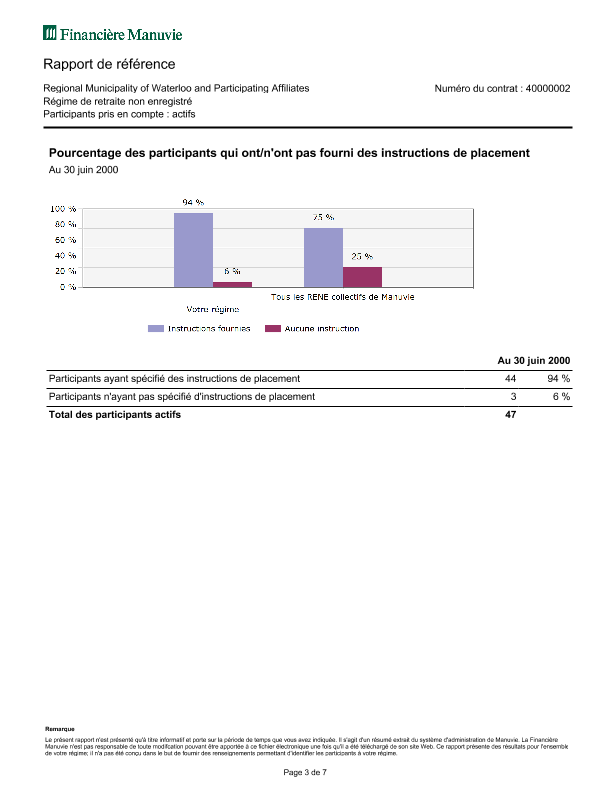 Financière Manuvie
Rapport de référence
Regional Municipality of Waterloo and Participating Affiliates
Numéro du contrat : 40000002
Régime de retraite non enregistré
Participants pris en compte : actifs
Pourcentage des participants qui ont/n'ont pas fourni des instructions de placement
Au 30 juin 2000
94 %
100 %
75 %
80 %
60 %
25 %
40 %
6 %
20 %
0 %
Tous les RENE collectifs de Manuvie
Votre régime
Instructions fournies
Aucune instruction
Au 30 juin 2000
Participants ayant spécifié des instructions de placement 44 94 %
Participants n'ayant pas spécifié d'instructions de placement 3 6 %
Total des participants actifs 47
Remarque
Le présent rapport n'est présenté qu'à titre informatif et porte sur la période de temps que vous avez indiquée. Il s'agit d'un résumé extrait du système d'administration de Manuvie. La Financière
Manuvie n'est pas responsable de toute modification pouvant être apportée à ce fichier électronique une fois qu'il a été téléchargé de son site Web. Ce rapport présente des résultats pour l'ensemble
de votre régime; il n'a pas été conçu dans le but de fournir des renseignements permettant d'identifier les participants à votre régime.
Page 3 de 7